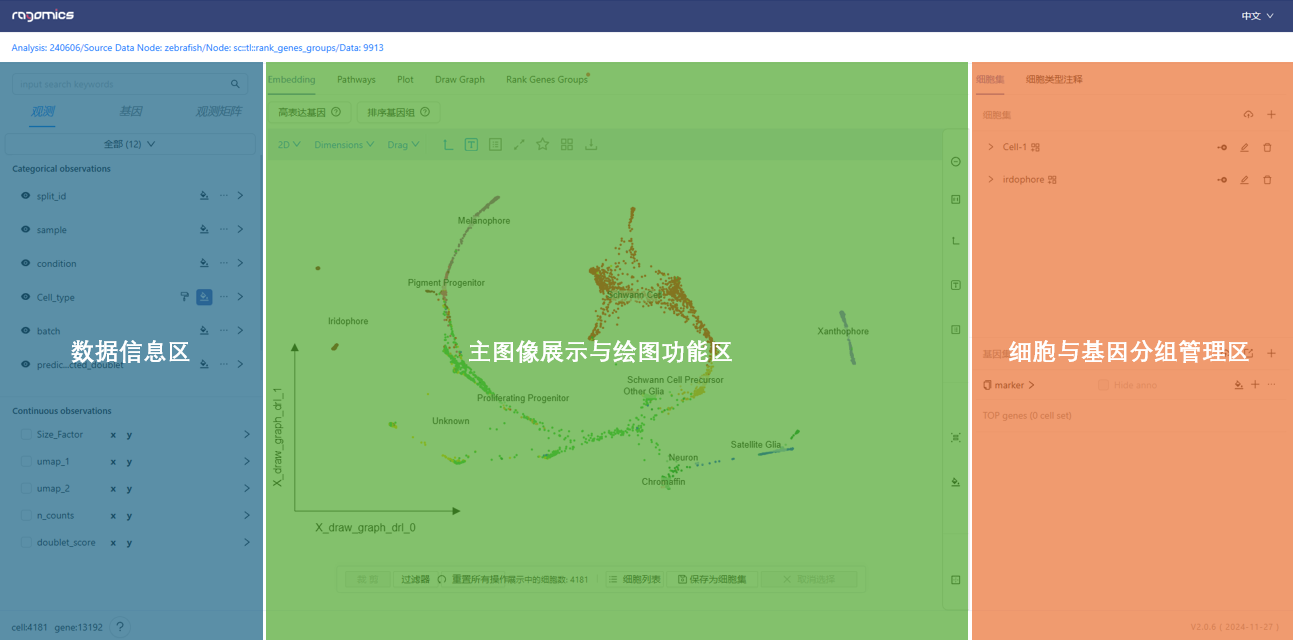 ragomics
中文
Analysis: 240606/Source Data Node: zebrafish/Node: sc::tl::rank_genes_groups/Data: 9913
Input search keywords
观测 基因 观测矩阵
全部 (12)
Categorical observations
split_id
sample
condition
Cell_type
batch
predic...cted_doublet
数据信息区
Continuous observations
Size_Factor x y
umap_1 x y
umap_2 x y
n_counts x y
doublet_score x y
cell:4181 gene:13192 ?
Embedding Pathways Plot Draw Graph Rank Genes Groups
高表达基因 排序基因组
2D Dimensions Drag
Melanophore
Pigment Progenitor
Schwann Cell
Iridophore
Xanthophore
主图像展示与绘图功能区
Schwann Cell Precursor
Other Glia
Proliferating Progenitor
Unknown
Satellite Glia
Neuron
Chromaffin
X_draw_graph_drl_1
X_draw_graph_drl_0
过滤器 重置所有操作 展示中的细胞数: 4181 细胞列表 保存为细胞集 取消选择
细胞集 细胞类型注释
细胞集
Cell-1
irdophore
细胞与基因分组管理区
marker Hide anno
TOP genes (0 cell set)
V2.0.6 ( 2024-11-27 )